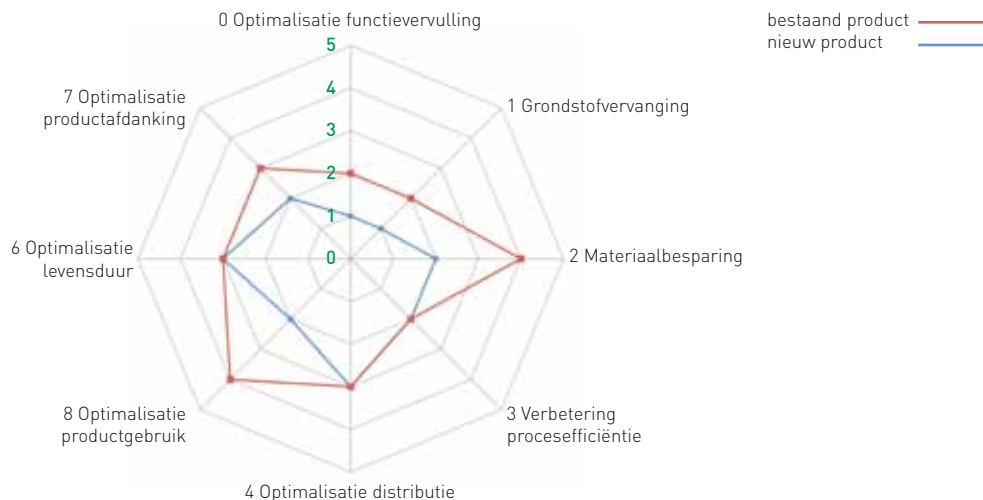 0 Optimalisatie functievervulling
bestaand product
nieuw product
5
4
3
2
1
0
7 Optimalisatie
productafdanking
1 Grondstofvervanging
6 Optimalisatie
levensduur
2 Materiaalbesparing
8 Optimalisatie
productgebruik
3 Verbetering
procesefficiëntie
4 Optimalisatie distributie